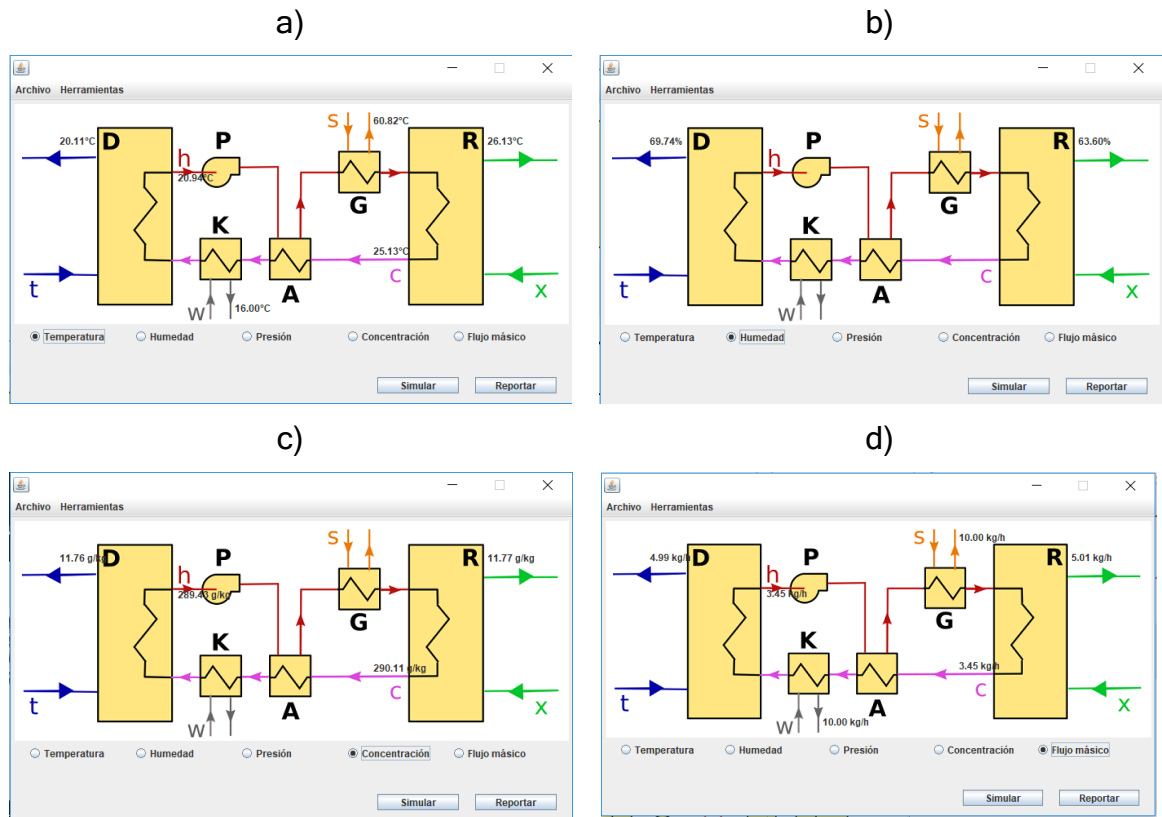 a)
Archivo Herramientas
20.11°C
D
P
h
20.94°C
s
60.82°C
R
26.13°C
G
K
A
25.13°C
c
t
w
16.00°C
x
Temperatura Humedad Presión Concentración Flujo másico
Simular Reportar
b)
Archivo Herramientas
69.74%
D
P
h
s
R
63.60%
G
K
A
c
t
w
x
Temperatura Humedad Presión Concentración Flujo másico
Simular Reportar
c)
Archivo Herramientas
11.76 g/kg
D
P
h
289.43 g/kg
s
R
11.77 g/kg
G
K
A
290.11 g/kg
c
t
w
x
Temperatura Humedad Presión Concentración Flujo másico
Simular Reportar
d)
Archivo Herramientas
4.99 kg/h
D
P
h
3.45 kg/h
s
10.00 kg/h
R
5.01 kg/h
G
K
A
3.45 kg/h
c
t
w
10.00 kg/h
x
Temperatura Humedad Presión Concentración Flujo másico
Simular Reportar